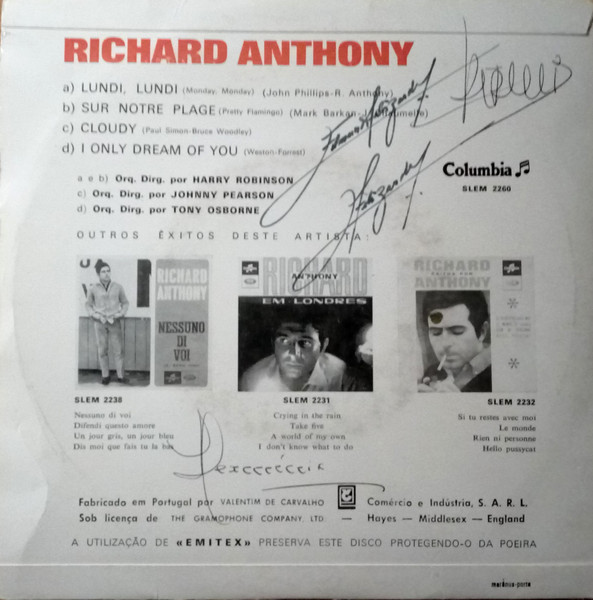 RICHARD ANTHONY
a) LUNDI, LUNDI (Monday, Monday) (John Phillips-R. Anthony)
b) SUR NOTRE PLAGE (Pretty Flamingo) (Mark Barkan-
c) CLOUDY (Paul Simon-Bruce Woodley)
d) I ONLY DREAM OF YOU (Weston-Forrest)
a e b) Orq. Dirg. por HARRY ROBINSON
c) Orq. Dirg. por JOHNNY PEARSON
d) Orq. Dirg. por TONY OSBORNE
Columbia
SLEM 2260
OUTROS ÊXITOS DESTE ARTISTA:
RICHARD ANTHONY
NESSUNO DI VOI
RICHARD
ANTHONY
EM LONDRES
RICHARD
ANTHONY
SLEM 2238
Nessuno di voi
Difendi questo amore
Un jour gris, un jour bleu
Dis moi que fais tu la bas
SLEM 2231
Crying in the rain
Take five
A world of my own
I don't know what to do
SLEM 2232
Si tu restes avec moi
Le monde
Rien ni personne
Hello pussycat
Fabricado em Portugal por VALENTIM DE CARVALHO Comércio e Indústria, S. A. R. L.
Sob licença de THE GRAMOPHONE COMPANY, LTD. — Hayes — Middlesex — England
A UTILIZAÇÃO DE «EMITEX» PRESERVA ESTE DISCO PROTEGENDO-O DA POEIRA
marânus-porto